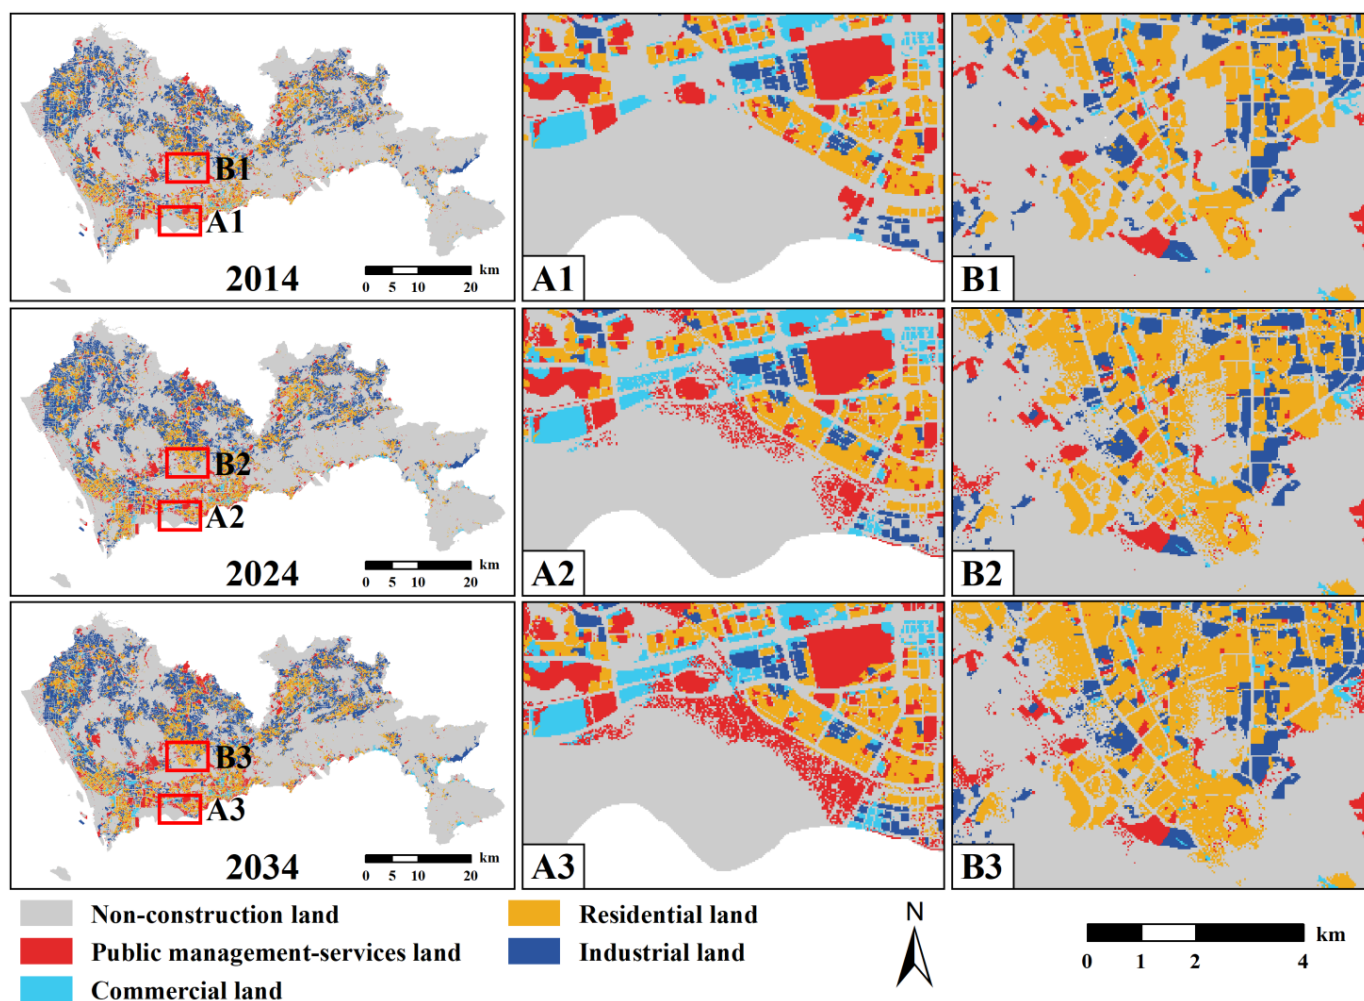 B1
A1
2014
km
0 5 10 20
A1
B1
B2
A2
2024
km
0 5 10 20
A2
B2
B3
A3
2034
km
0 5 10 20
A3
B3
Non-construction land
Residential land
Public management-services land
Industrial land
Commercial land
N
km
0 1 2 4